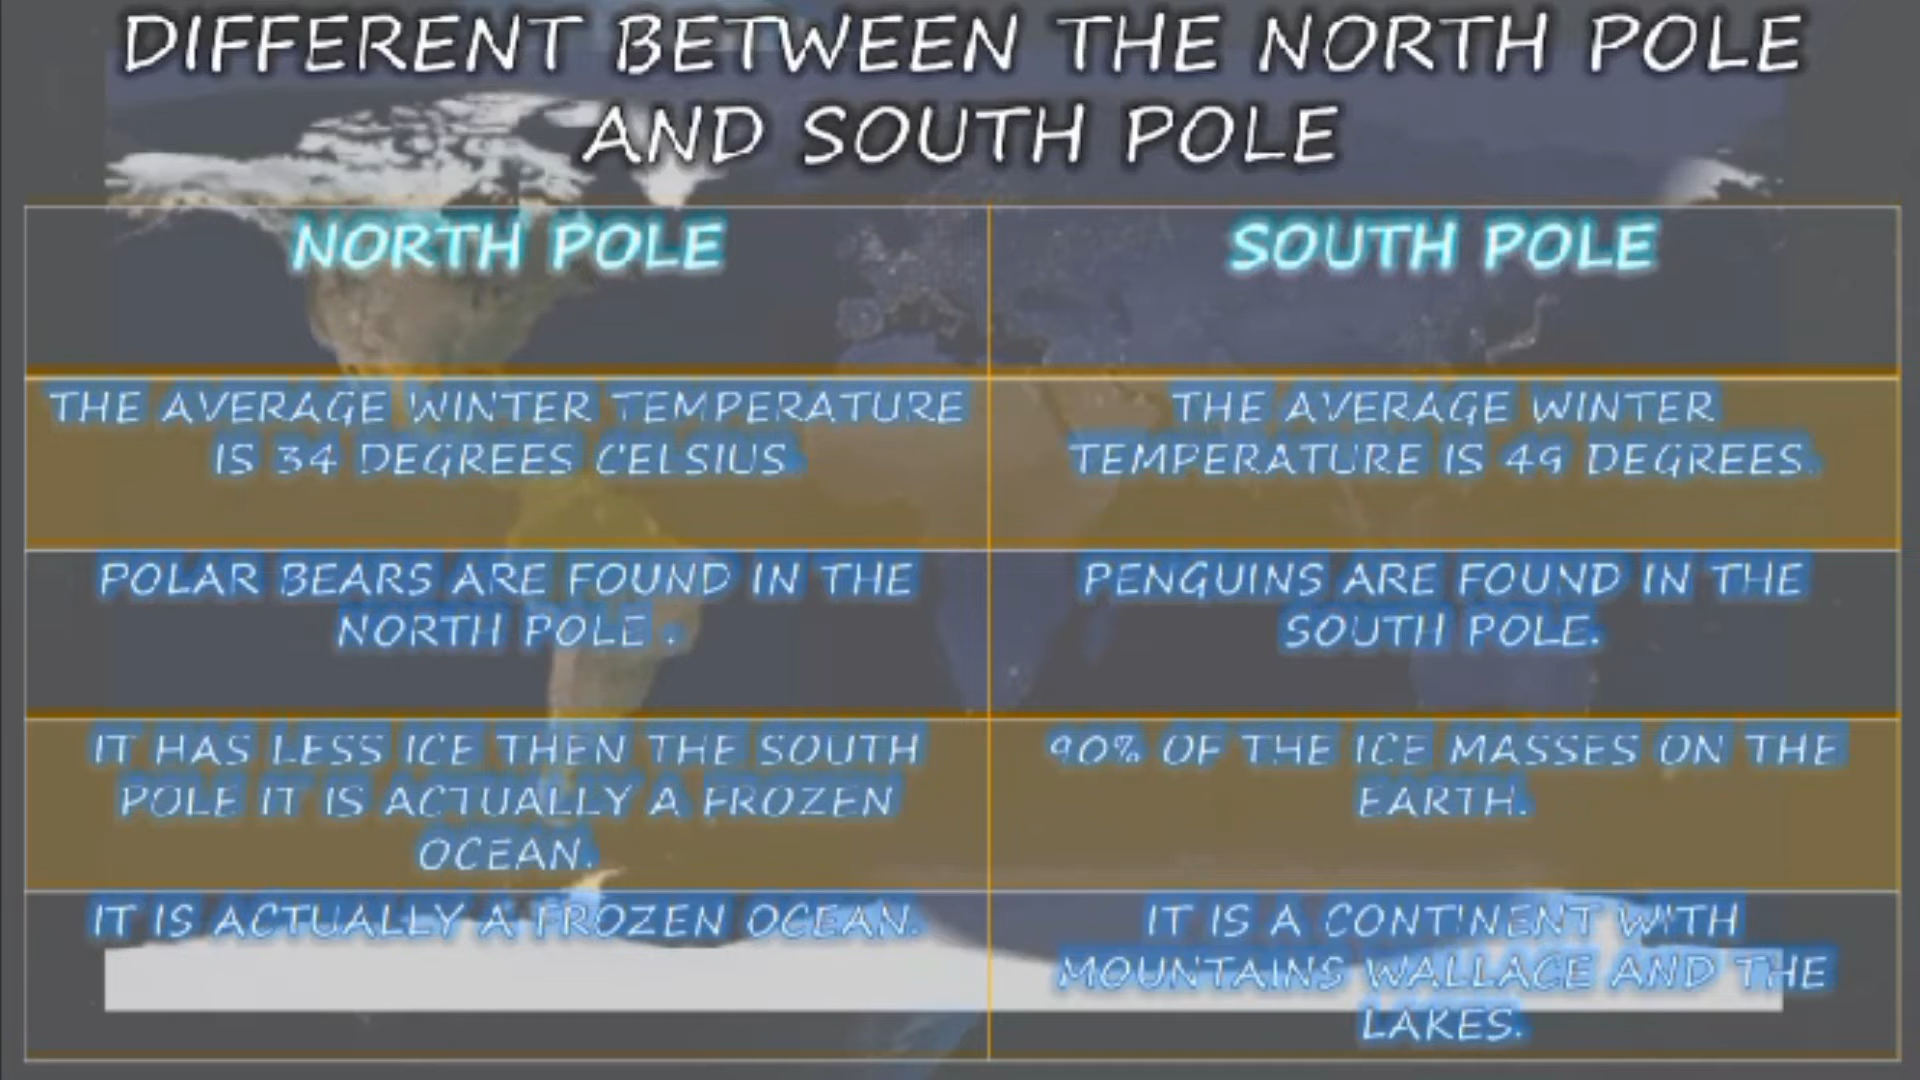 DIFFERENT BETWEEN THE NORTH POLE
AND SOUTH POLE
NORTH POLE
SOUTH POLE
THE AVERAGE WINTER TEMPERATURE
IS 34 DEGREES CELSIUS.
THE AVERAGE WINTER
TEMPERATURE IS 49 DEGREES.
POLAR BEARS ARE FOUND IN THE
NORTH POLE .
PENGUINS ARE FOUND IN THE
SOUTH POLE.
IT HAS LESS ICE THEN THE SOUTH
POLE IT IS ACTUALLY A FROZEN
OCEAN.
90% OF THE ICE MASSES ON THE
EARTH.
IT IS ACTUALLY A FROZEN OCEAN.
IT IS A CONTINENT WITH
MOUNTAINS WALLACE AND THE
LAKES.